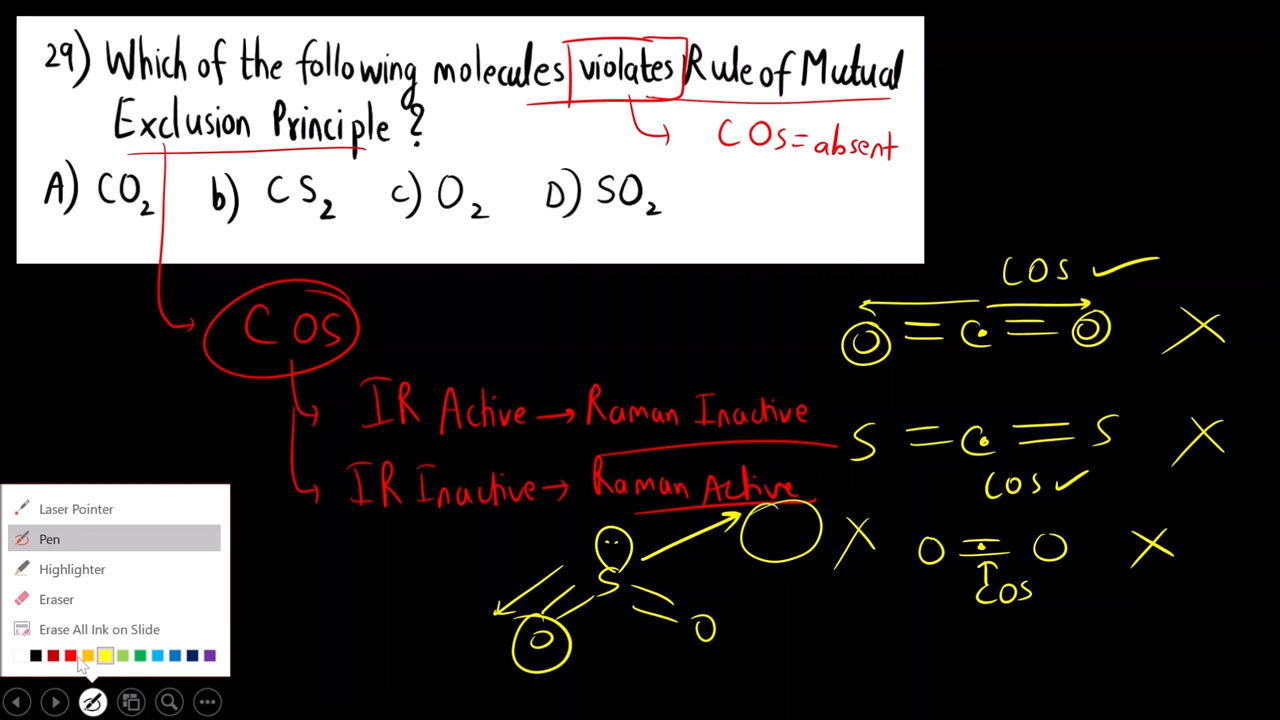 29) Which of the following molecules violates Rule of Mutual
Exclusion Principle ?
COS = absent
A) CO2 b) CS2 c) O2 D) SO2
COS
COS ✓
O = C = O X
IR Active → Raman Inactive
S = C = S X
COS ✓
IR Inactive → Raman Active
X O = O X
COS
S
O
O
Laser Pointer
Pen
Highlighter
Eraser
Erase All Ink on Slide